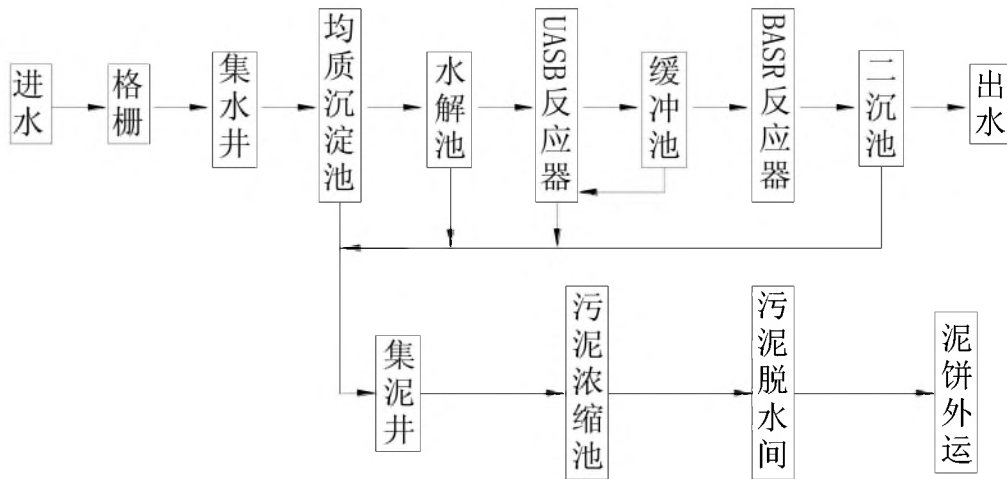 进水
格栅
集水井
均质沉淀池
水解池
UASB反应器
缓冲池
BASR反应器
二沉池
出水
集泥井
污泥浓缩池
污泥脱水间
泥饼外运